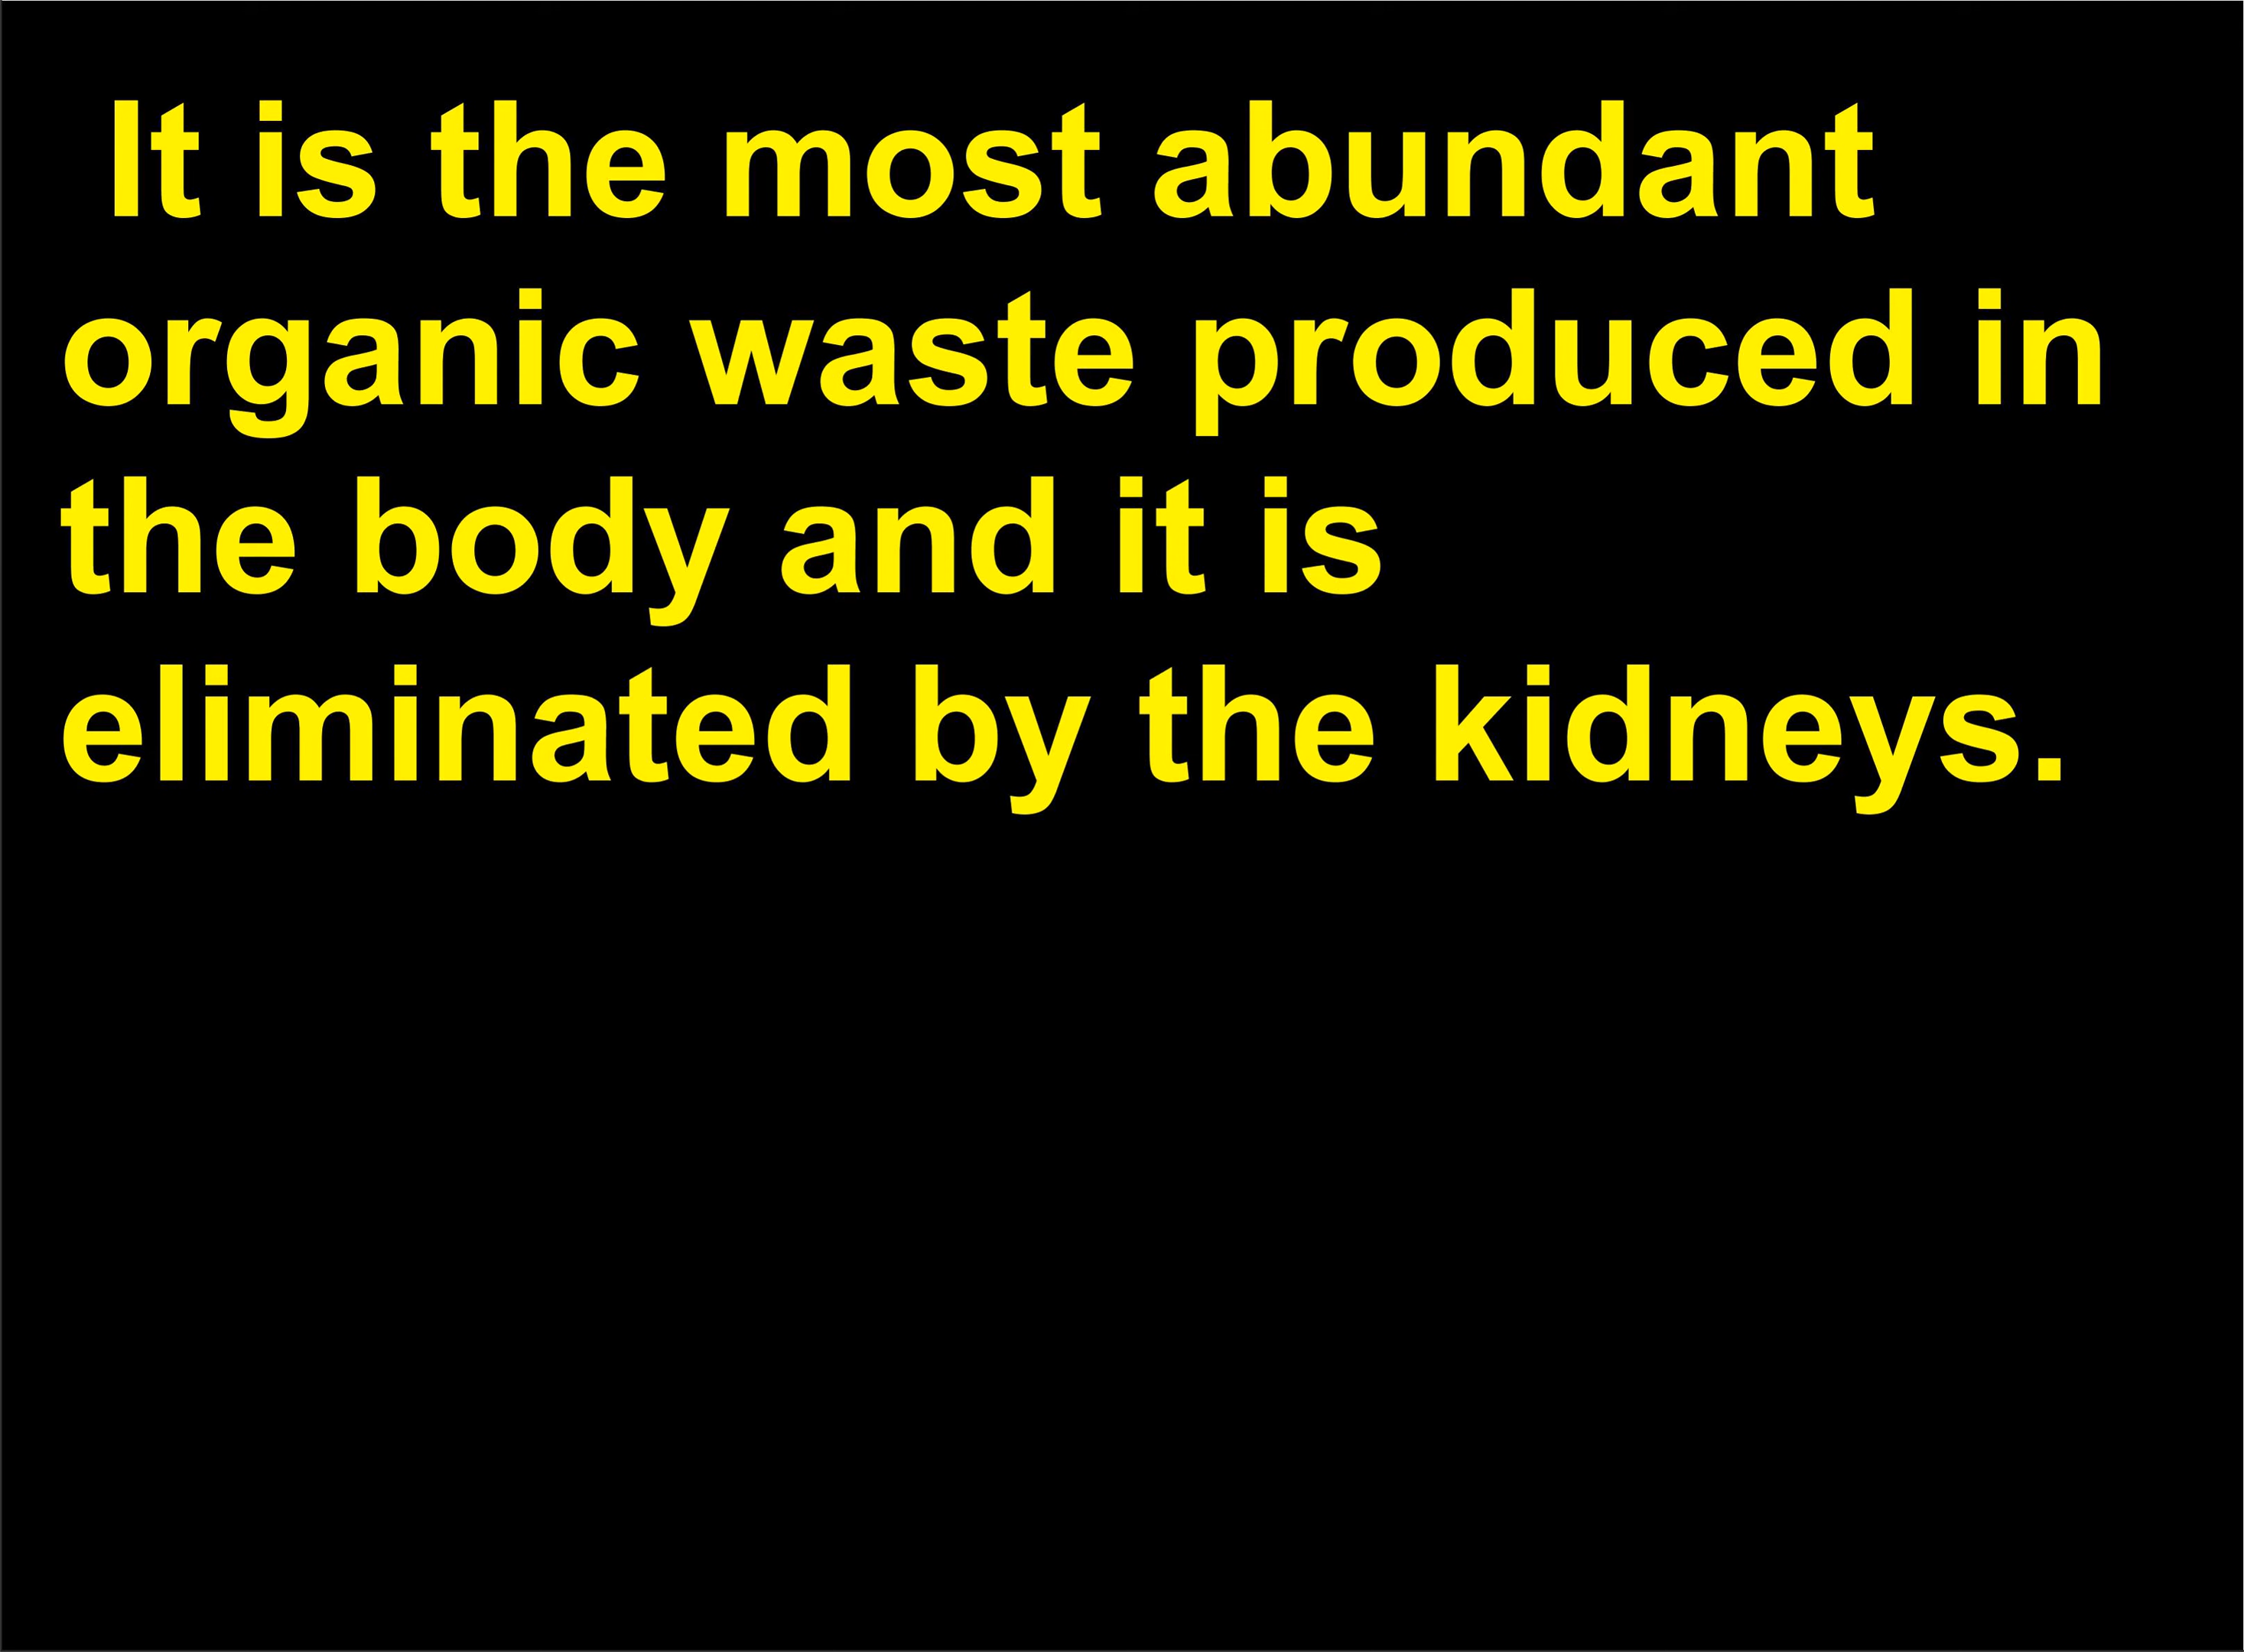 It is the most abundant
organic waste produced in
the body and it is
eliminated by the kidneys.